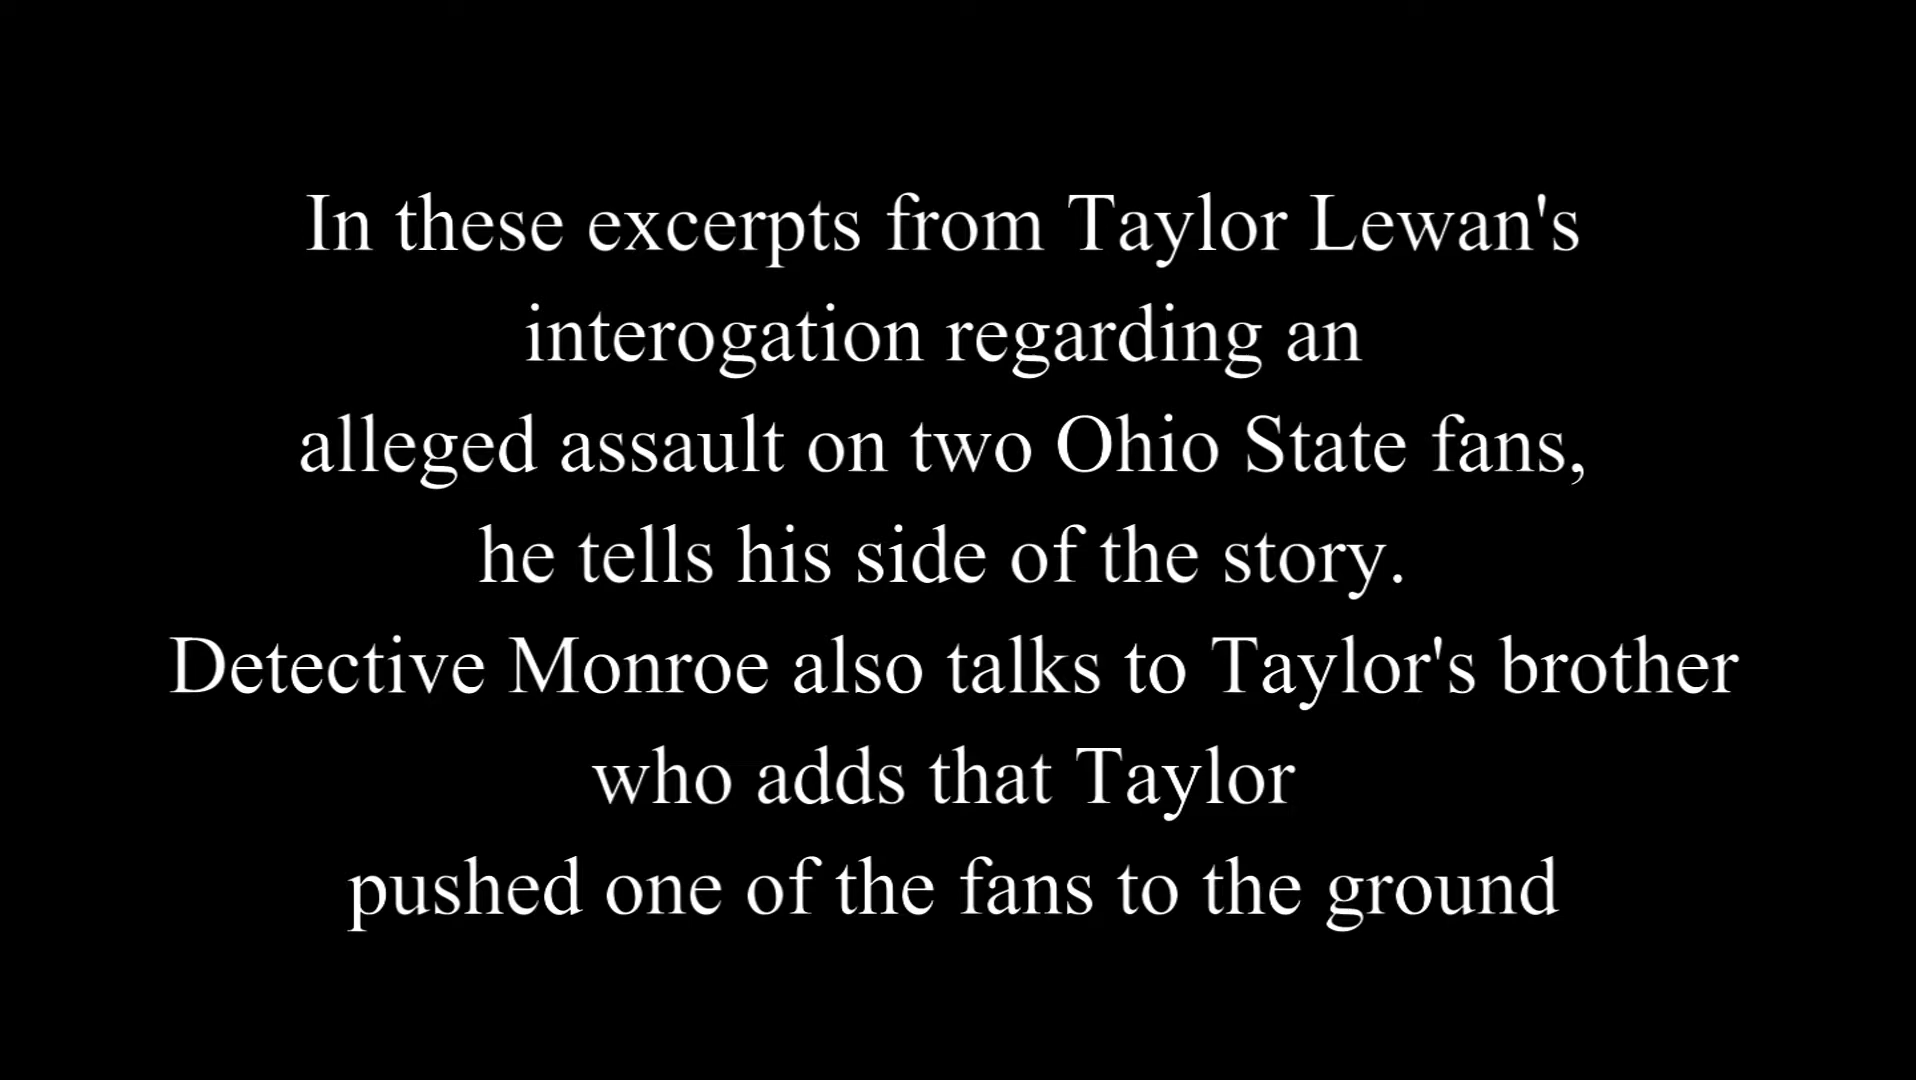 In these excerpts from Taylor Lewan's
interogation regarding an
alleged assault on two Ohio State fans,
he tells his side of the story.
Detective Monroe also talks to Taylor's brother
who adds that Taylor
pushed one of the fans to the ground